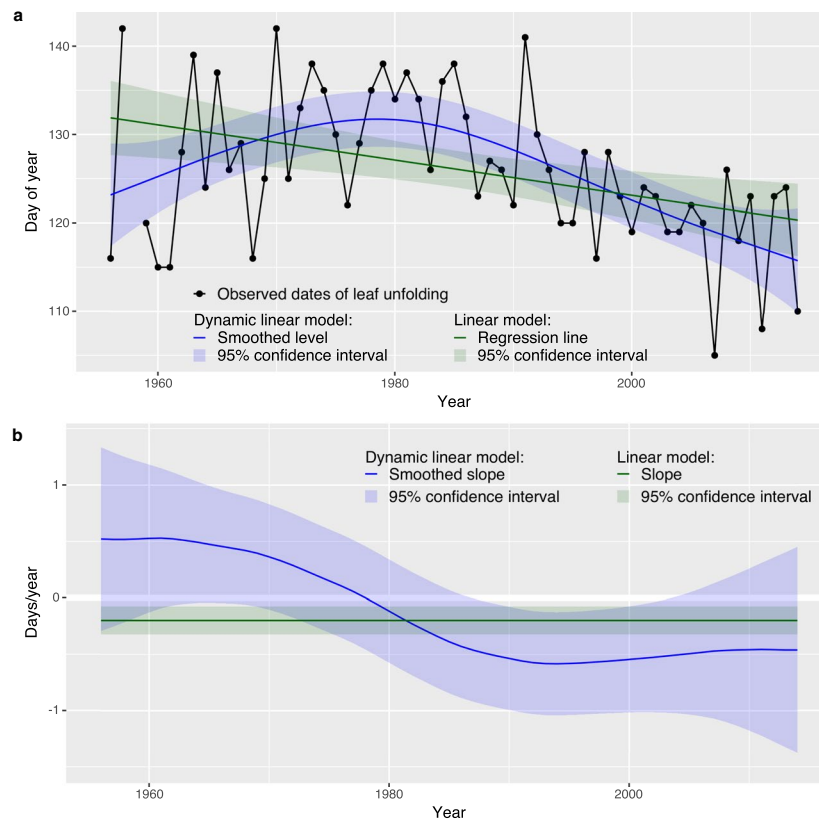 a
140
130
120
110
Day of year
Observed dates of leaf unfolding
Dynamic linear model: Linear model:
Smoothed level Regression line
95% confidence interval 95% confidence interval
1960 1980 2000
Year
b
Dynamic linear model: Linear model:
Smoothed slope Slope
95% confidence interval 95% confidence interval
1
0
-1
Days/year
1960 1980 2000
Year